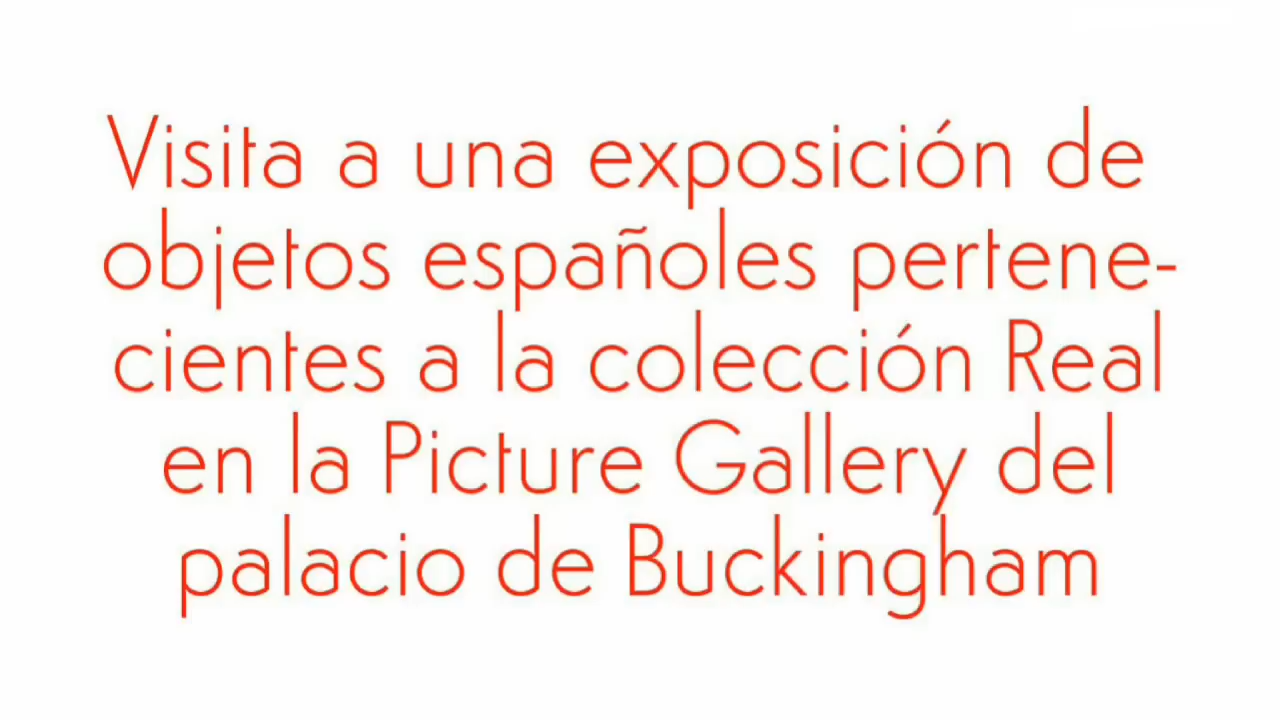 Visita a una exposición de
objetos españoles pertene-
cientes a la colección Real
en la Picture Gallery del
palacio de Buckingham